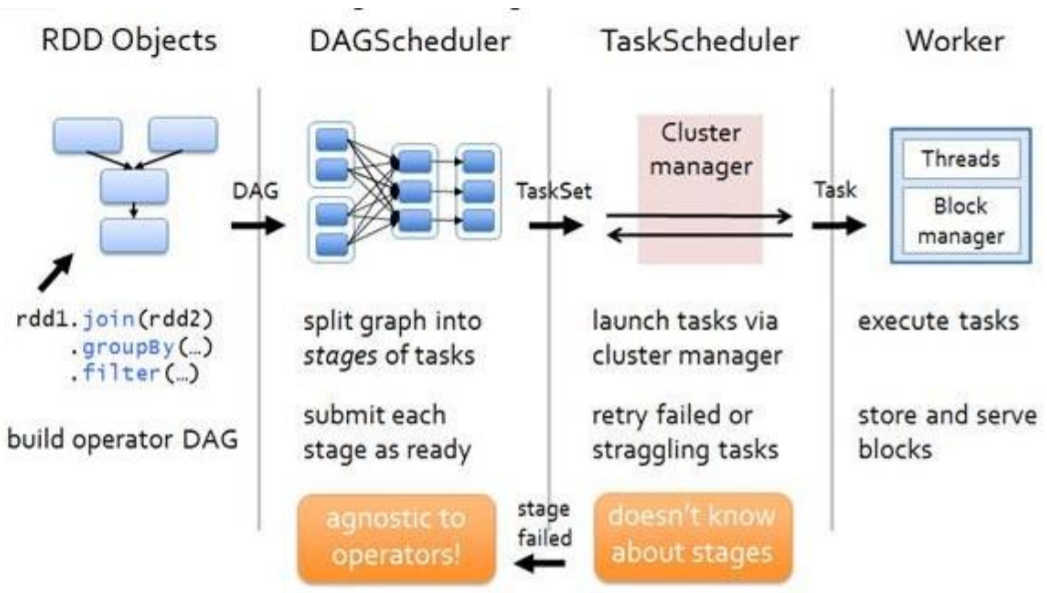 RDD Objects
DAGScheduler
TaskScheduler
Worker
DAG
TaskSet
Cluster
manager
Task
Threads
Block
manager
rdd1.join(rdd2)
.groupBy(…)
.filter(…)
build operator DAG
split graph into
stages of tasks
submit each
stage as ready
launch tasks via
cluster manager
retry failed or
straggling tasks
execute tasks
store and serve
blocks
agnostic to
operators!
stage
failed
doesn't know
about stages